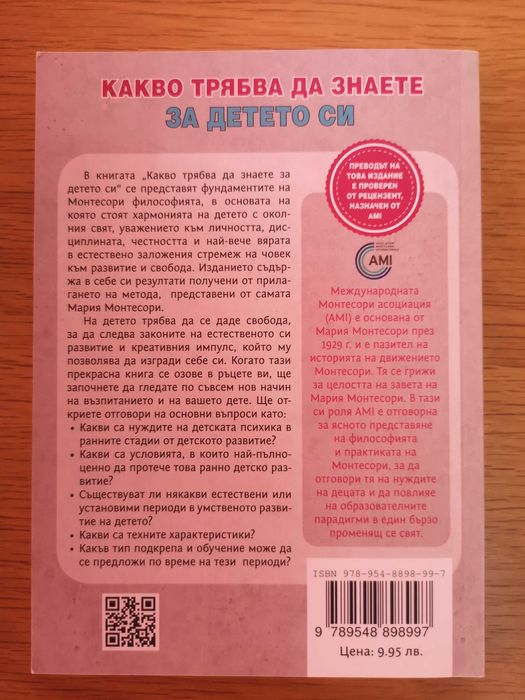 КАКВО ТРЯБВА ДА ЗНАЕТЕ
ЗА ДЕТЕТО СИ
В книгата „Какво трябва да знаете за
детето си“ се представят фундаментите на
Монтесори философията, в основата на
която стоят хармонията на детето с окол-
ния свят, уважението към личността, дис-
циплината, честността и най-вече вярата
в естествено заложения стремеж на човек
към развитие и свобода. Изданието съдър-
жа в себе си резултати получени от прила-
гането на метода, представени от самата
Мария Монтесори.
На детето трябва да се даде свобода,
за да следва законите на естественото си
развитие и креативния импулс, който му
позволява да изгради себе си. Когато тази
прекрасна книга се озове в ръцете ви, ще
започнете да гледате по съвсем нов начин
на възпитанието и на вашето дете. Ще от-
криете отговори на основни въпроси като:
• Какви са нуждите на детската психика в
ранните стадии от детското развитие?
• Какви са условията, в които най-пълно-
ценно да протече това ранно детско раз-
витие?
• Съществуват ли някакви естествени или
установими периоди в умственото разви-
тие на детето?
• Какви са техните характеристики?
• Какъв тип подкрепа и обучение може да
се предложи по време на тези периоди?
ПРЕВОДЪТ НА
ТОВА ИЗДАНИЕ
Е ПРОВЕРЕН
ОТ РЕЦЕНЗЕНТ,
НАЗНАЧЕН ОТ
AMI
AMI
Международната
Монтесори асоциация
(AMI) е основана от
Мария Монтесори през
1929 г. и е пазител на
историята на движението
Монтесори. Тя се грижи
за целостта на завета на
Мария Монтесори. В тази
си роля AMI е отговорна
за ясното представяне
на философията
и практиката на
Монтесори, за да
отговори тя на нуждите
на децата и да повлияе
на образователните
парадигми в един бързо
променящ се свят.
ISBN 978-954-8898-99-7
9 789548 898997
Цена: 9.95 лв.